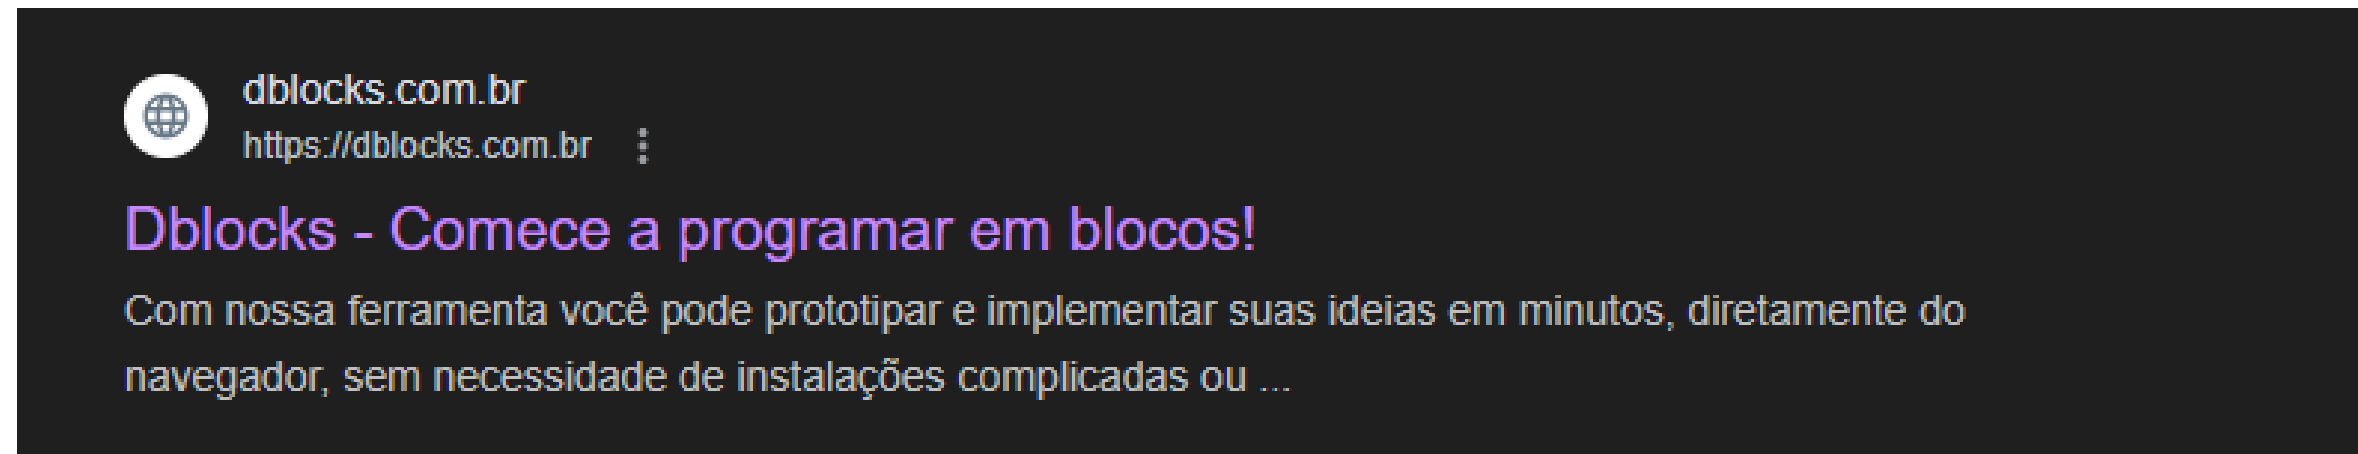 dblocks.com.br
https://dblocks.com.br
Dblocks - Comece a programar em blocos!
Com nossa ferramenta você pode prototipar e implementar suas ideias em minutos, diretamente do
navegador, sem necessidade de instalações complicadas ou ...